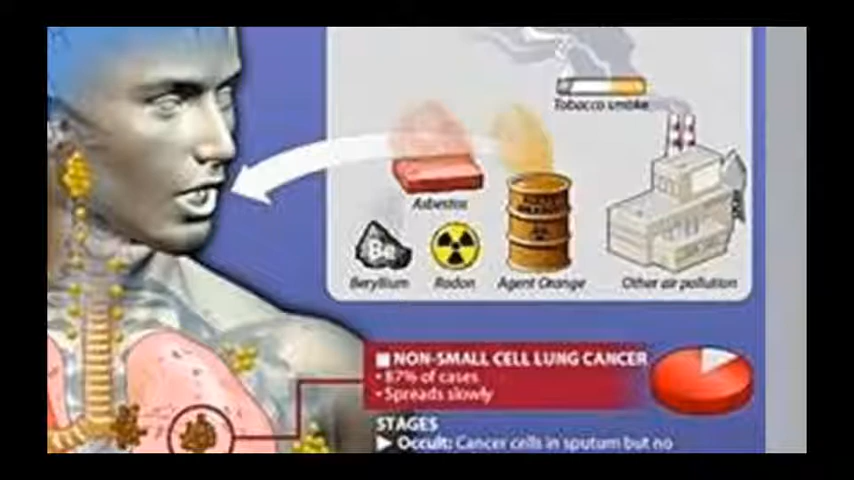 Tobacco smoke
Asbestos
Be
Beryllium
Radon
Agent Orange
Other air pollution
■ NON-SMALL CELL LUNG CANCER
• 87% of cases
• Spreads slowly
STAGES
► Occult: Cancer cells in sputum but no